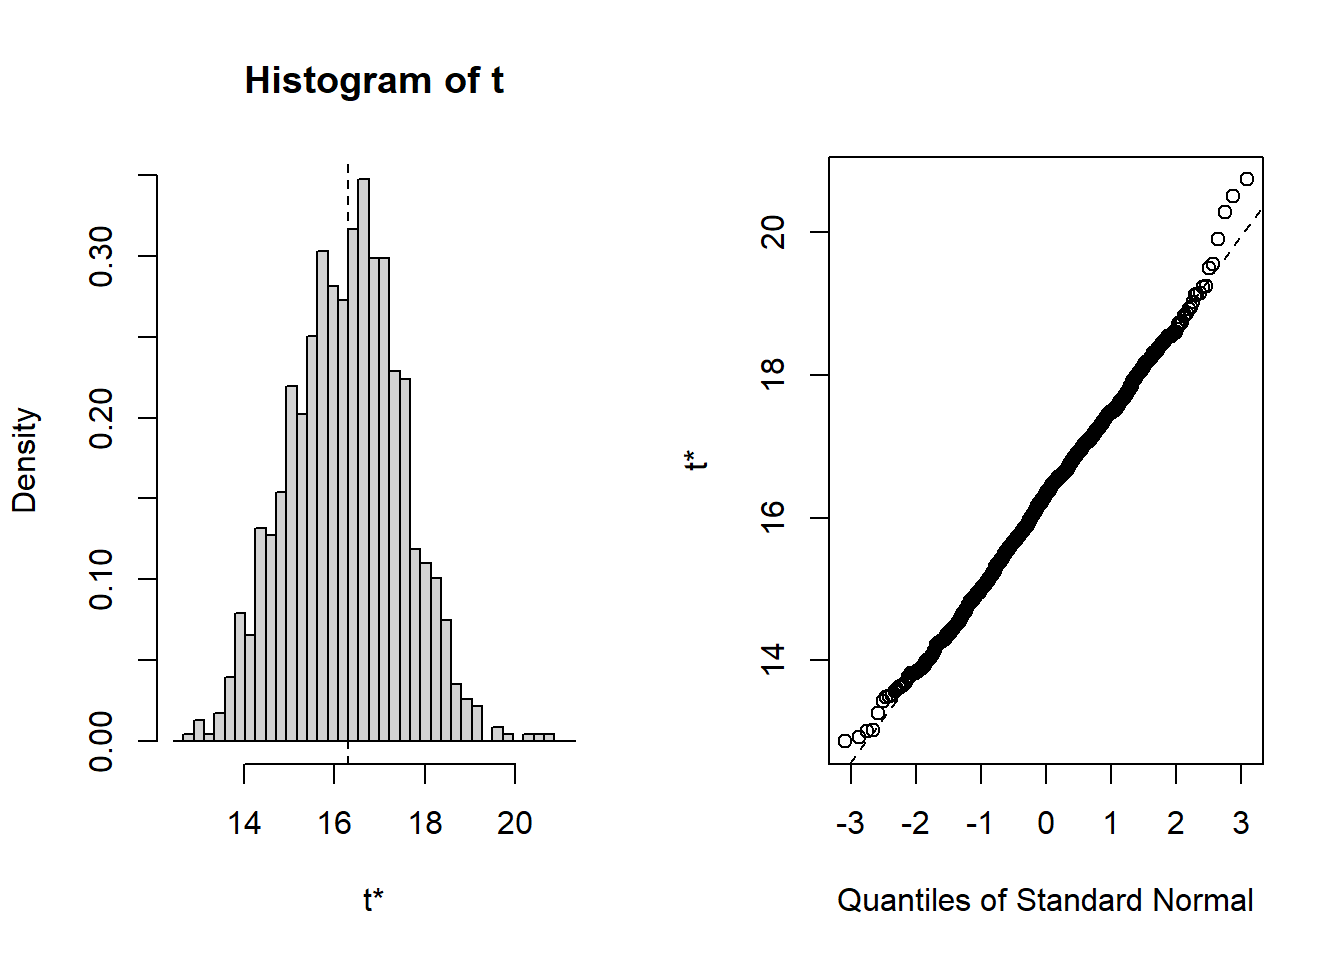 Histogram of t
Density
0.00 0.10 0.20 0.30
14 16 18 20
t*
t*
14 16 18 20
-3 -2 -1 0 1 2 3
Quantiles of Standard Normal